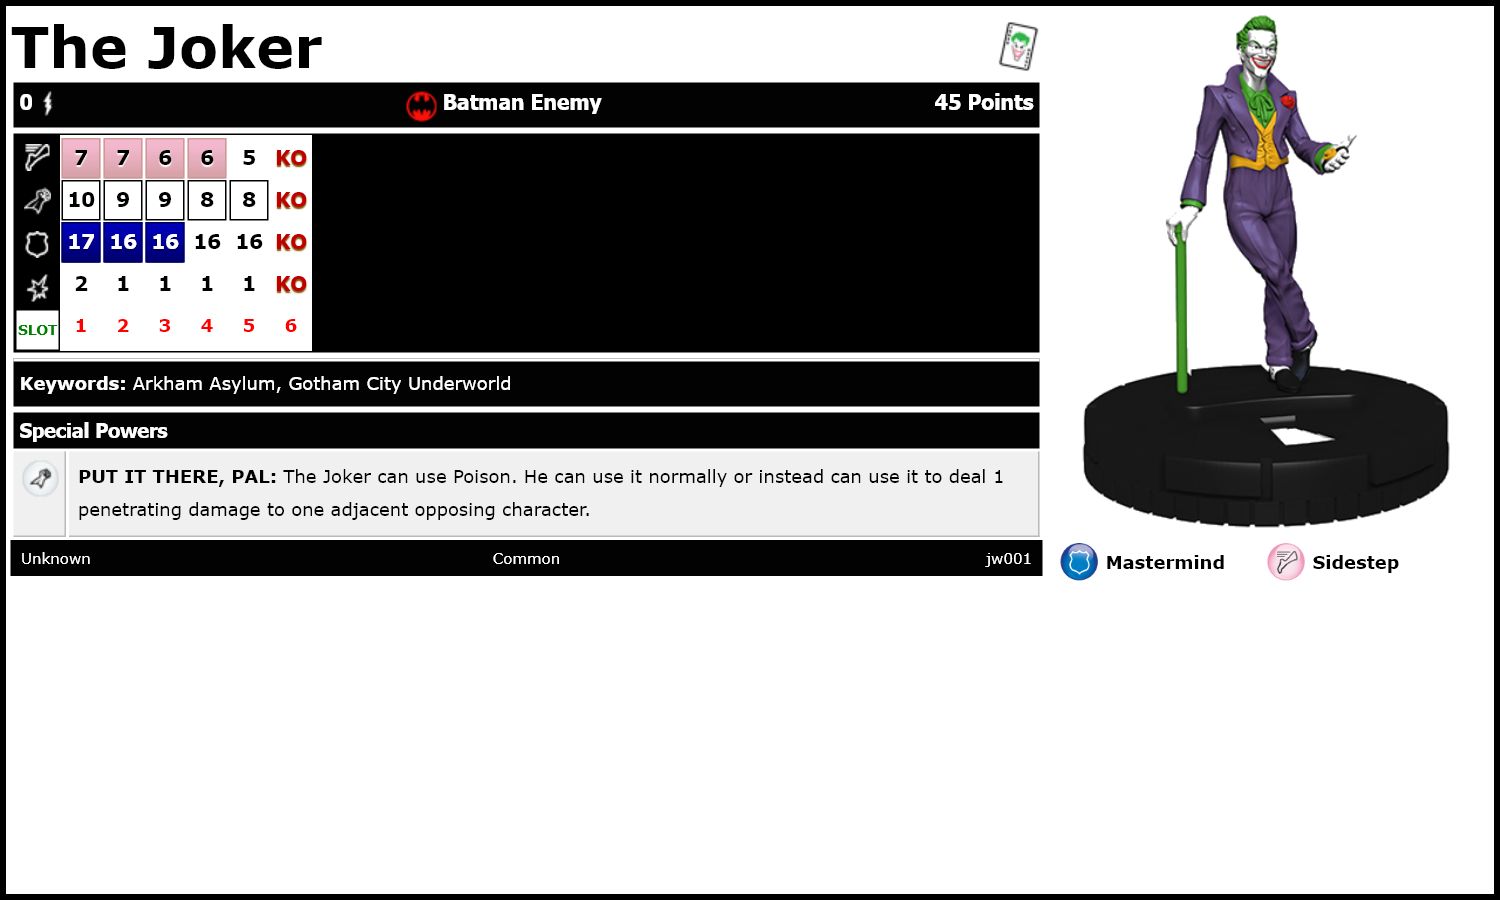 The Joker
0 Batman Enemy 45 Points
7 7 6 6 5 KO
10 9 9 8 8 KO
17 16 16 16 16 KO
2 1 1 1 1 KO
SLOT 1 2 3 4 5 6
Keywords: Arkham Asylum, Gotham City Underworld
Special Powers
PUT IT THERE, PAL: The Joker can use Poison. He can use it normally or instead can use it to deal 1
penetrating damage to one adjacent opposing character.
Unknown Common jw001
Mastermind Sidestep